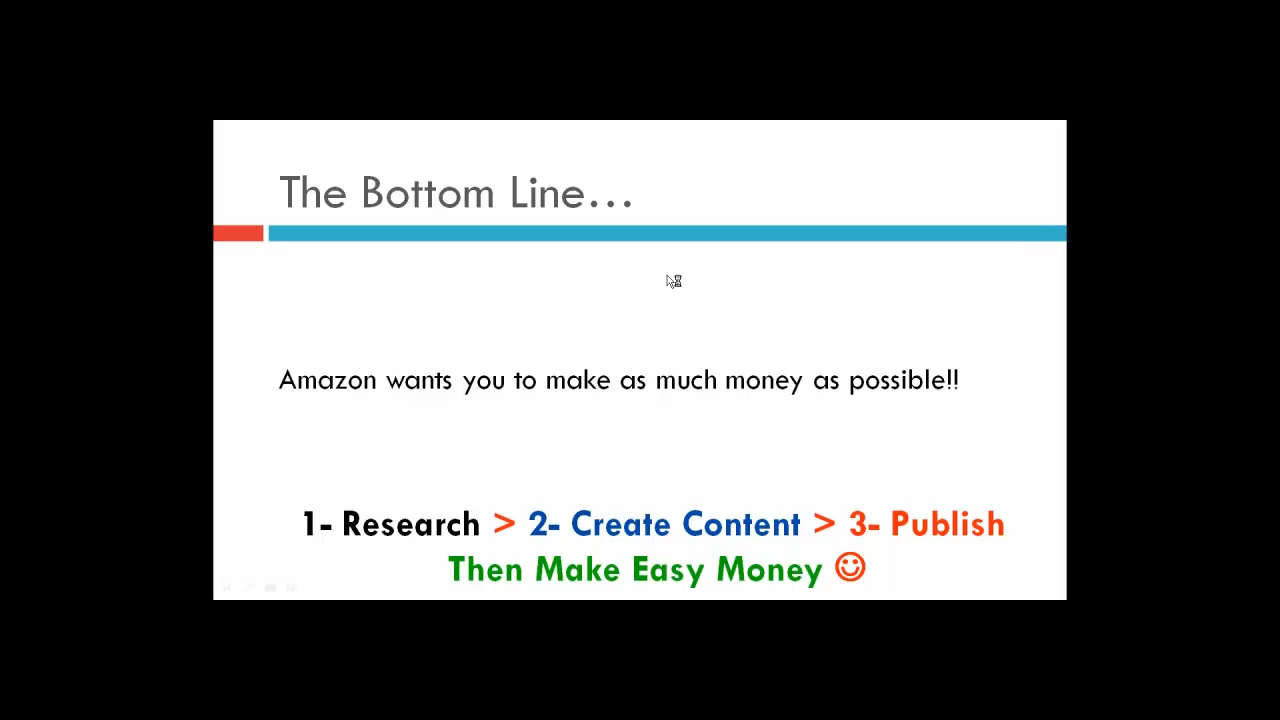 The Bottom Line...
Amazon wants you to make as much money as possible!!
1- Research > 2- Create Content > 3- Publish
Then Make Easy Money ☺